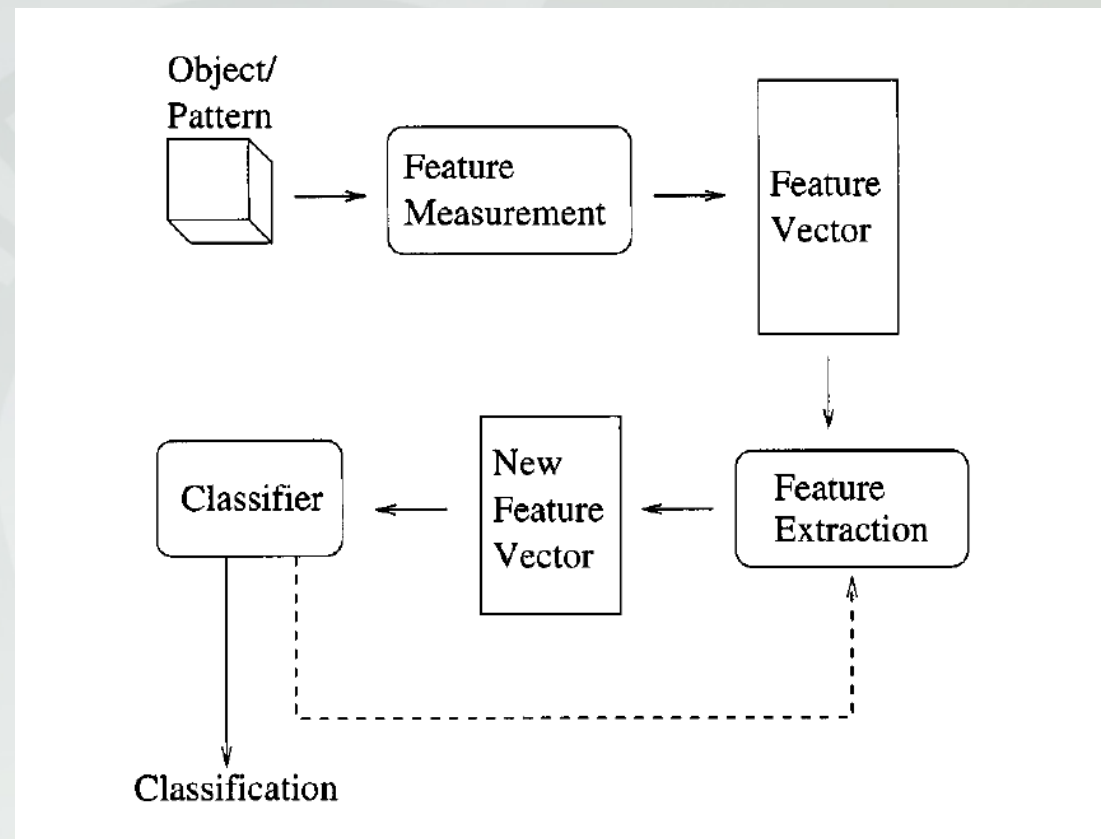 Object/
Pattern
Feature
Measurement
Feature
Vector
Feature
Extraction
New
Feature
Vector
Classifier
Classification